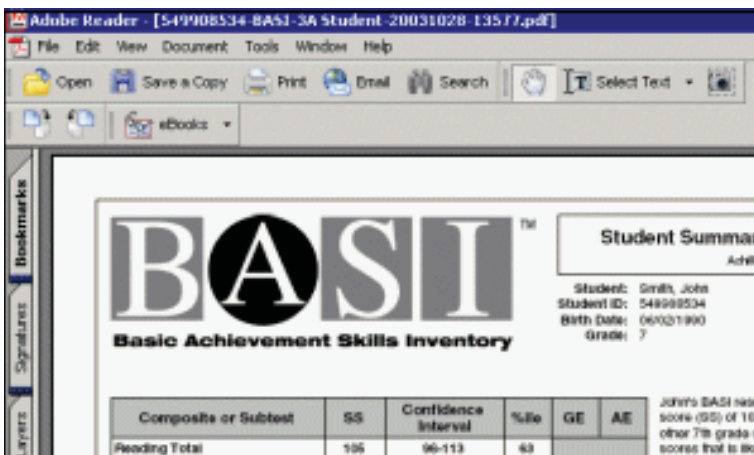 Adobe Reader - [549908534-BASI-3A Student-20031028-13577.pdf]
File Edit View Document Tools Window Help
Open Save a Copy Print Email Search Select Text
eBooks
Bookmarks
Signatures
Layers
BASI™
Basic Achievement Skills Inventory
Student Summar
Achi
Student: Smith, John
Student ID: 549908534
Birth Date: 06/02/1990
Grade: 7
Composite or Subtest SS Confidence Interval %ile GE AE
Reading Total 105 96-113 63
John's BASI res
score (SS) of 10
other 7th grade
scores that is